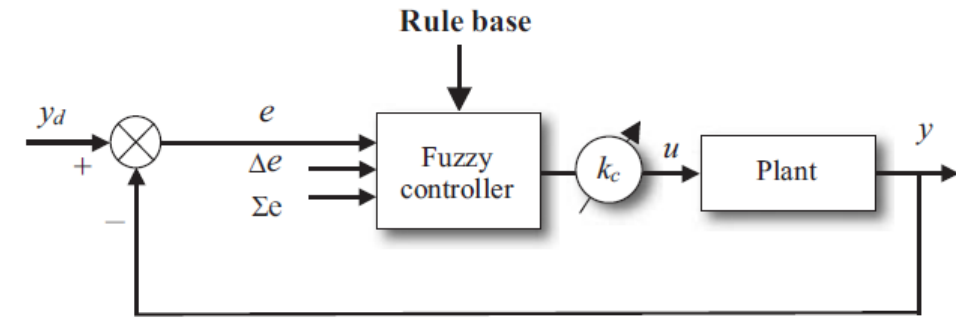 Rule base
y_d
+
e
Δe
Σe
Fuzzy
controller
k_c
u
Plant
y
−